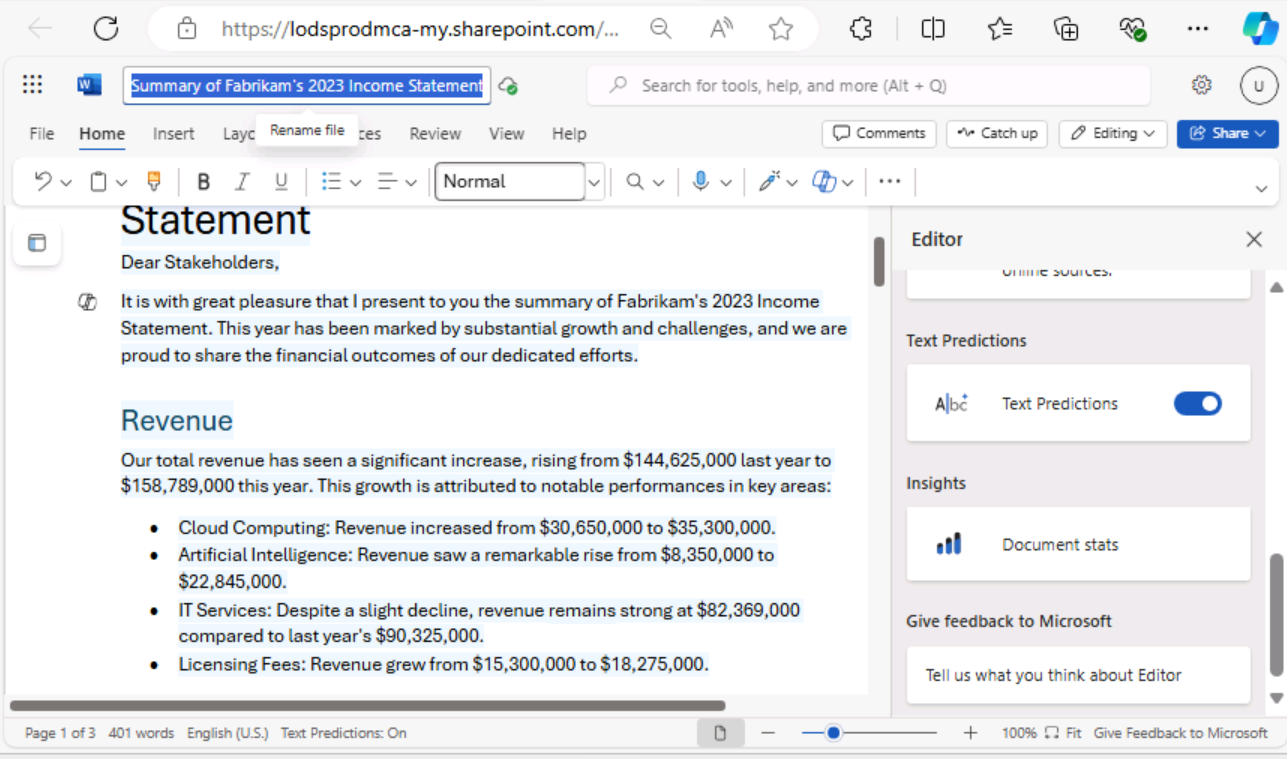 https://lodsprodmca-my.sharepoint.com/...
Summary of Fabrikam's 2023 Income Statement
Search for tools, help, and more (Alt + Q)
U
File Home Insert Review View Help
Rename file
Comments
Catch up
Editing
Share
B I U
Normal
Statement
Dear Stakeholders,
It is with great pleasure that I present to you the summary of Fabrikam's 2023 Income
Statement. This year has been marked by substantial growth and challenges, and we are
proud to share the financial outcomes of our dedicated efforts.
Revenue
Our total revenue has seen a significant increase, rising from $144,625,000 last year to
$158,789,000 this year. This growth is attributed to notable performances in key areas:
• Cloud Computing: Revenue increased from $30,650,000 to $35,300,000.
• Artificial Intelligence: Revenue saw a remarkable rise from $8,350,000 to
$22,845,000.
• IT Services: Despite a slight decline, revenue remains strong at $82,369,000
compared to last year's $90,325,000.
• Licensing Fees: Revenue grew from $15,300,000 to $18,275,000.
Editor
online sources.
Text Predictions
Text Predictions
Insights
Document stats
Give feedback to Microsoft
Tell us what you think about Editor
Page 1 of 3 401 words English (U.S.) Text Predictions: On
100% Fit Give Feedback to Microsoft